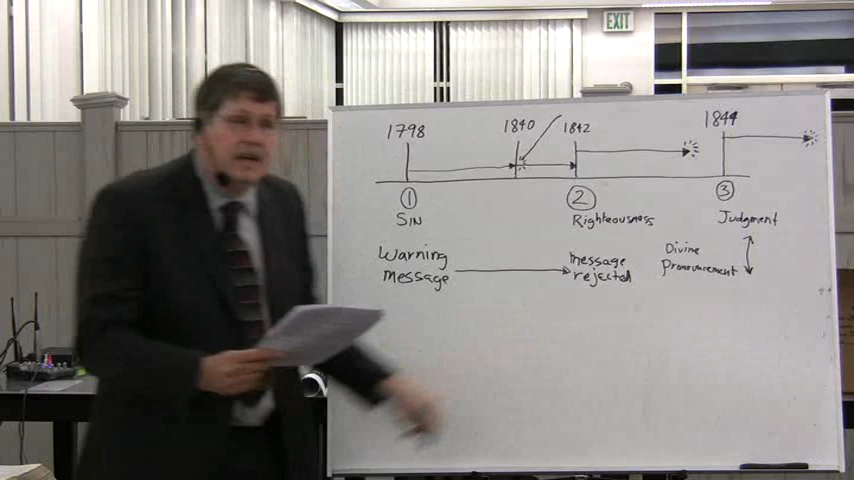 EXIT
1798
1840
1842
1844
1
2
3
SIN
Righteousness
Judgment
Warning
message
message
rejected
Divine
pronouncement